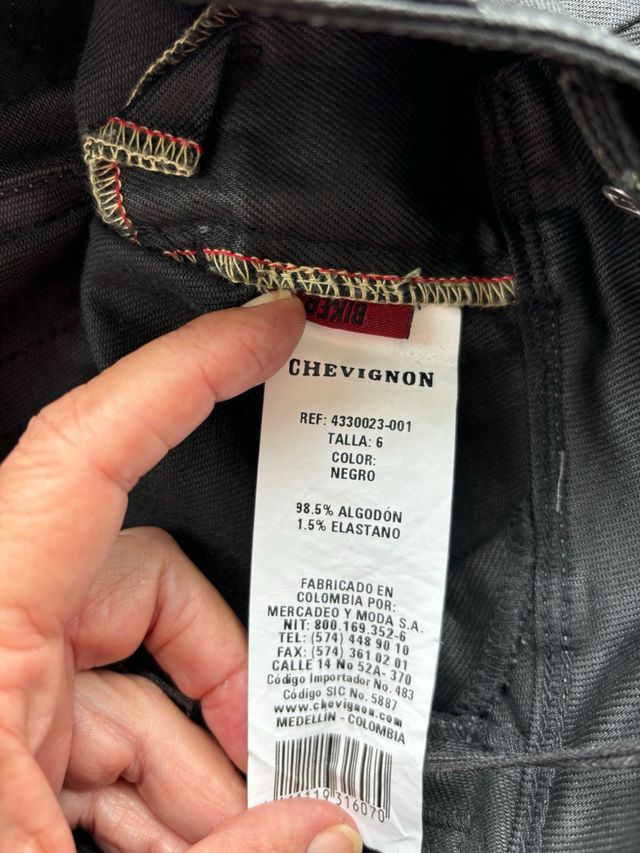 CHEVIGNON
REF: 4330023-001
TALLA: 6
COLOR:
NEGRO
98.5% ALGODÓN
1.5% ELASTANO
FABRICADO EN
COLOMBIA POR:
MERCADEO Y MODA S.A.
NIT: 800.169.352-6
TEL: (574) 448 90 10
FAX: (574) 361 02 01
CALLE 14 No 52A- 370
Código Importador No. 483
Código SIC No. 5887
www.chevignon.com
MEDELLÍN - COLOMBIA